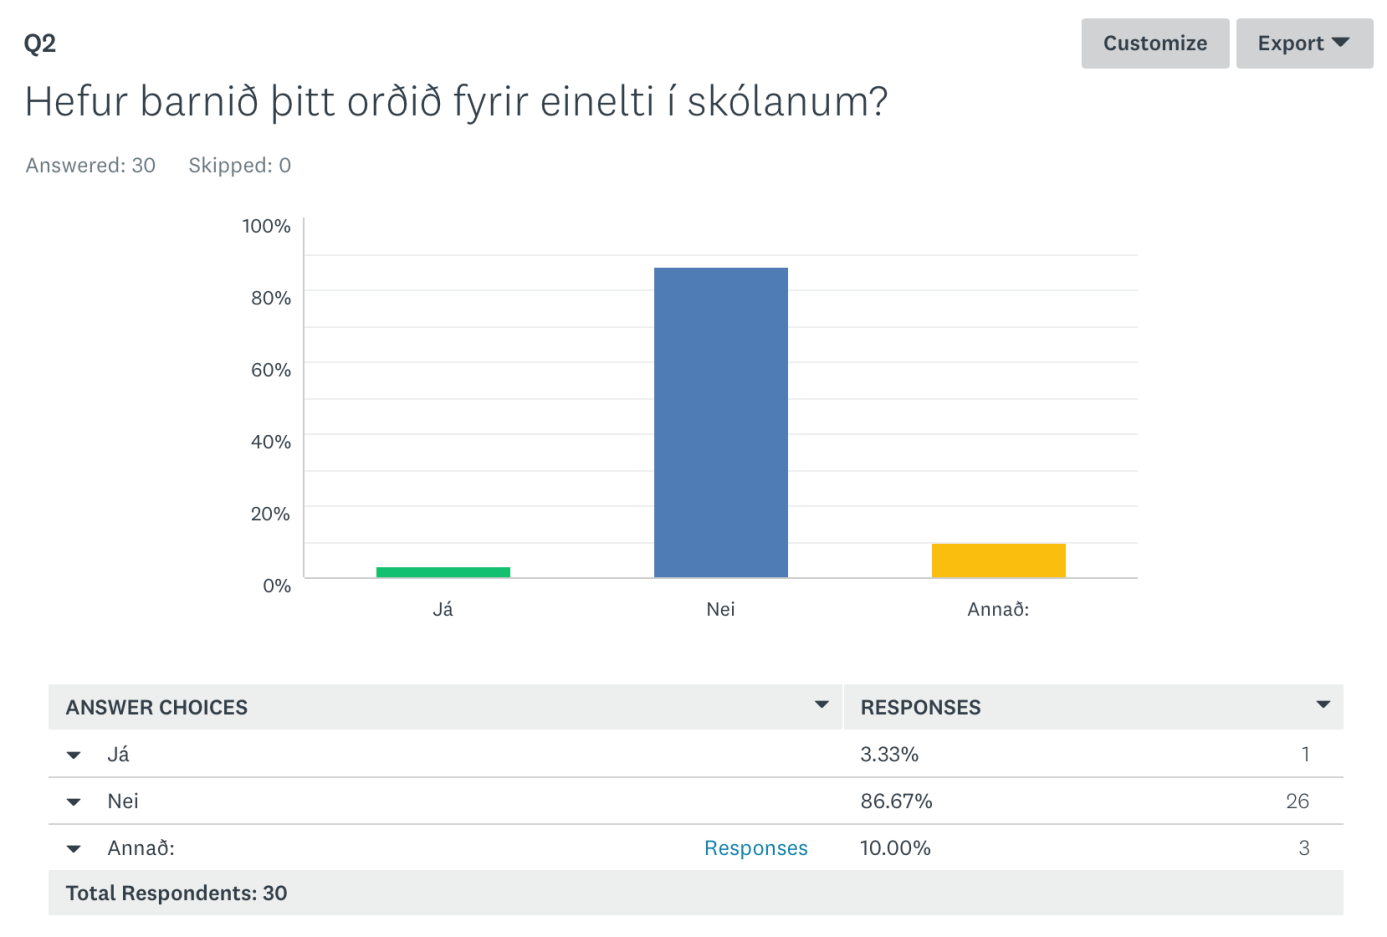 Q2
Customize
Export
Hefur barnið þitt orðið fyrir einelti í skólanum?
Answered: 30 Skipped: 0
100%
80%
60%
40%
20%
0%
Já Nei Annað:
ANSWER CHOICES RESPONSES
Já 3.33% 1
Nei 86.67% 26
Annað: Responses 10.00% 3
Total Respondents: 30